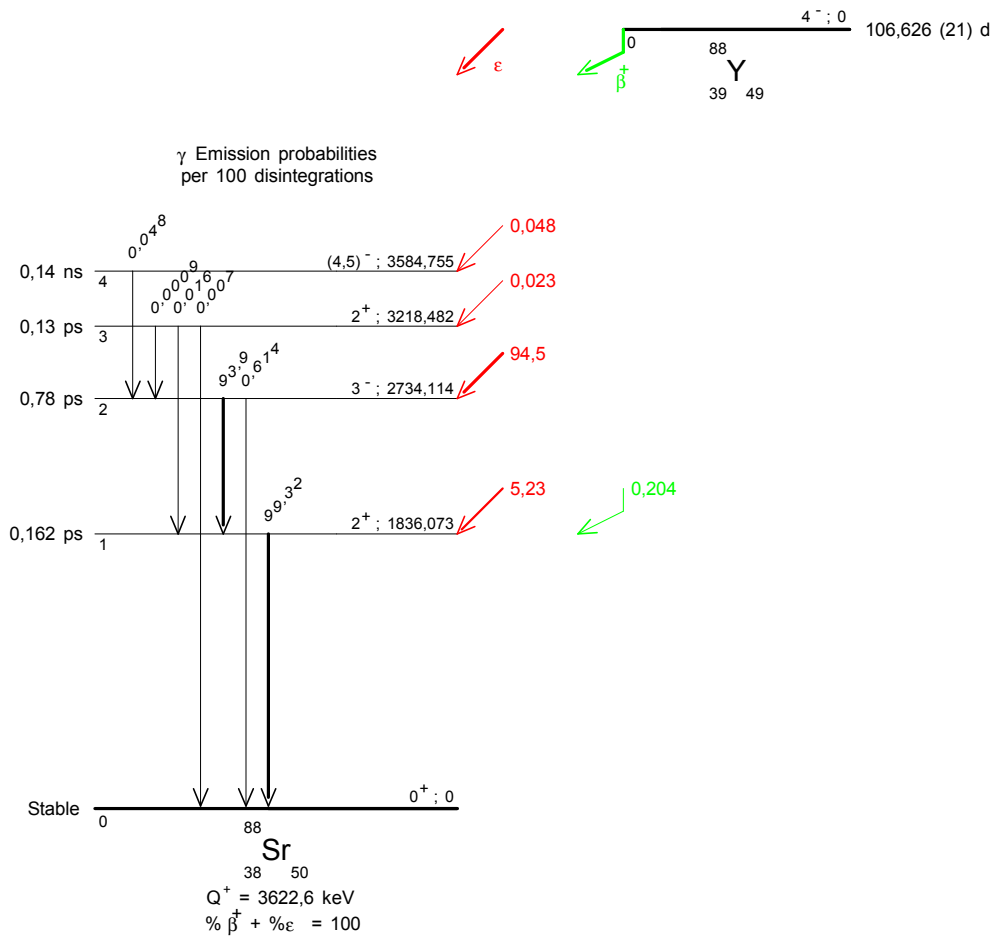 4 - ; 0
106,626 (21) d
0
88
Y
39 49
ε
β+
γ Emission probabilities
per 100 disintegrations
0,048
0,048
0,14 ns
4
(4,5) - ; 3584,755
0,0009
0,016
0,007
0,023
0,13 ps
3
2 + ; 3218,482
93,9
0,614
94,5
0,78 ps
2
3 - ; 2734,114
99,32
5,23
0,204
0,162 ps
1
2 + ; 1836,073
Stable
0
0 + ; 0
88
Sr
38 50
Q+ = 3622,6 keV
% β+ + %ε = 100